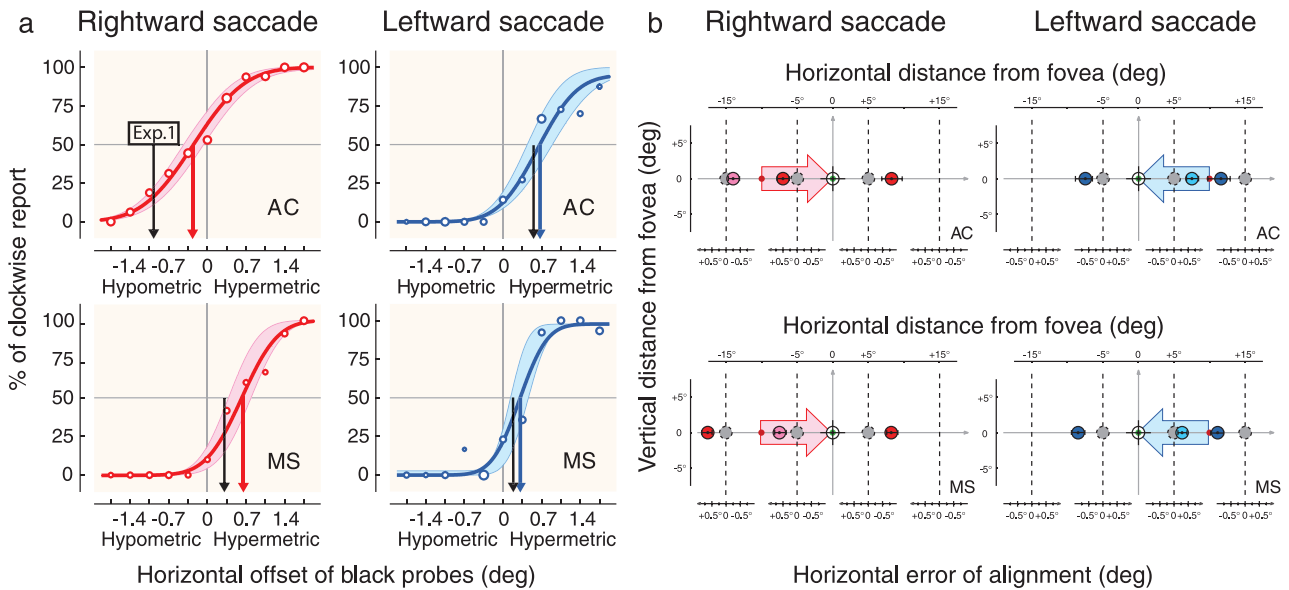 a
Rightward saccade
Leftward saccade
% of clockwise report
100
75
50
25
0
Exp.1
AC
-1.4 -0.7 0 0.7 1.4
Hypometric Hypermetric
100
75
50
25
0
AC
-1.4 -0.7 0 0.7 1.4
Hypometric Hypermetric
100
75
50
25
0
MS
-1.4 -0.7 0 0.7 1.4
Hypometric Hypermetric
100
75
50
25
0
MS
-1.4 -0.7 0 0.7 1.4
Hypometric Hypermetric
Horizontal offset of black probes (deg)
b
Rightward saccade
Leftward saccade
Vertical distance from fovea (deg)
Horizontal distance from fovea (deg)
-15° -5° 0 +5° +15°
+5°
0
-5°
AC
+0.5° 0 -0.5° +0.5° 0 -0.5° +0.5° 0 -0.5° +0.5° 0 -0.5°
-15° -5° 0 +5° +15°
+5°
0
-5°
AC
-0.5° 0 +0.5° -0.5° 0 +0.5° -0.5° 0 +0.5° -0.5° 0 +0.5°
Horizontal distance from fovea (deg)
-15° -5° 0 +5° +15°
+5°
0
-5°
MS
+0.5° 0 -0.5° +0.5° 0 -0.5° +0.5° 0 -0.5° +0.5° 0 -0.5°
-15° -5° 0 +5° +15°
+5°
0
-5°
MS
-0.5° 0 +0.5° -0.5° 0 +0.5° -0.5° 0 +0.5° -0.5° 0 +0.5°
Horizontal error of alignment (deg)